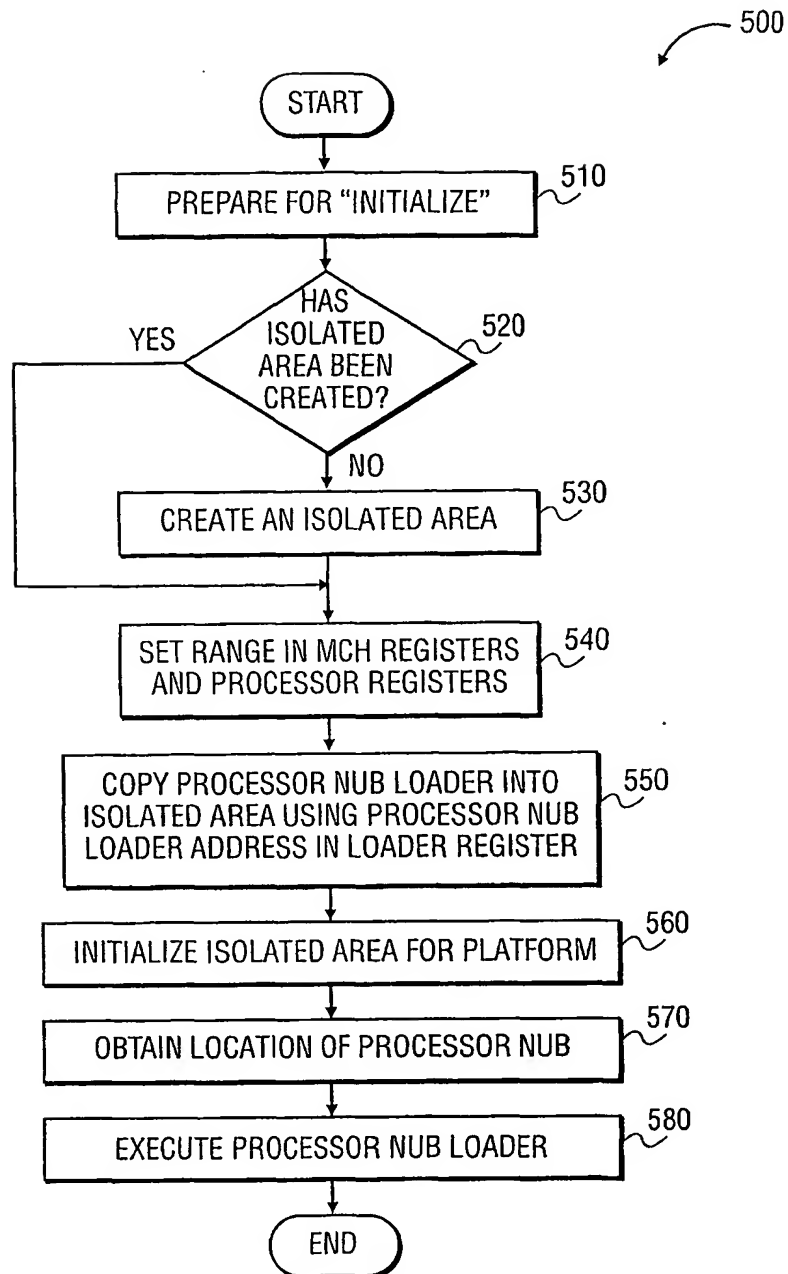 500
START
PREPARE FOR “INITIALIZE”
510
HAS
ISOLATED
AREA BEEN
CREATED?
520
YES
NO
CREATE AN ISOLATED AREA
530
SET RANGE IN MCH REGISTERS
AND PROCESSOR REGISTERS
540
COPY PROCESSOR NUB LOADER INTO
ISOLATED AREA USING PROCESSOR NUB
LOADER ADDRESS IN LOADER REGISTER
550
INITIALIZE ISOLATED AREA FOR PLATFORM
560
OBTAIN LOCATION OF PROCESSOR NUB
570
EXECUTE PROCESSOR NUB LOADER
580
END